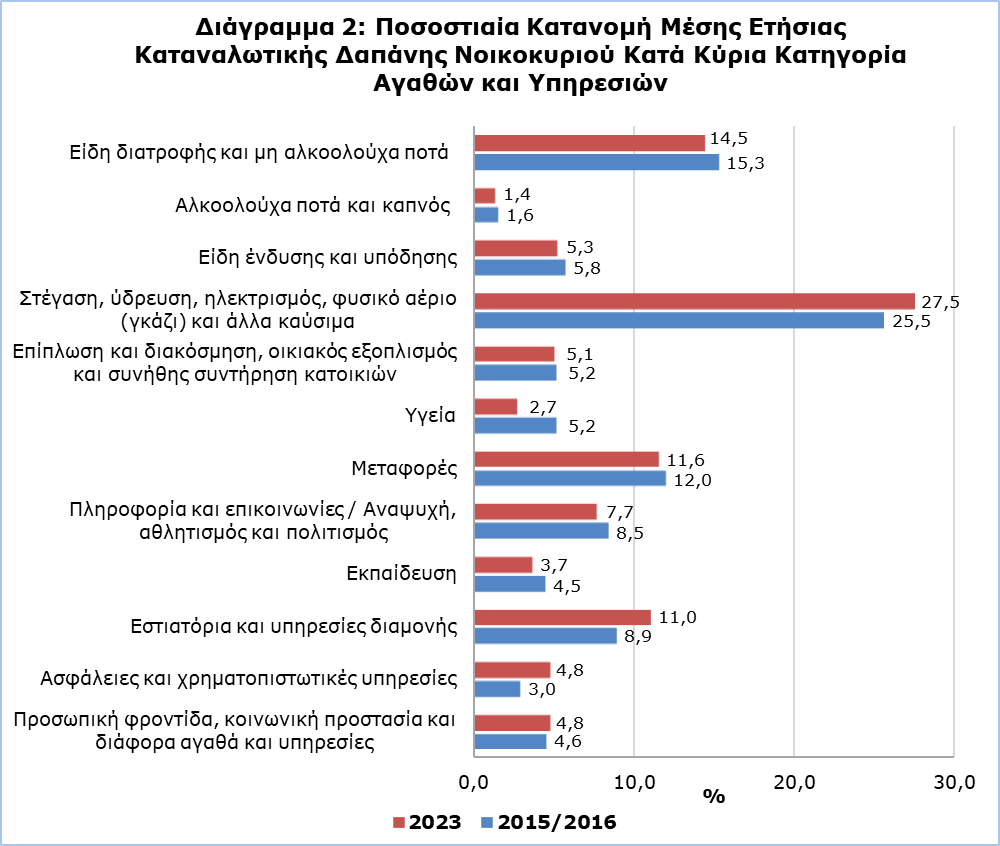 Διάγραμμα 2: Ποσοστιαία Κατανομή Μέσης Ετήσιας
Καταναλωτικής Δαπάνης Νοικοκυριού Κατά Κύρια Κατηγορία
Αγαθών και Υπηρεσιών
Είδη διατροφής και μη αλκοολούχα ποτά
14,5
15,3
Αλκοολούχα ποτά και καπνός
1,4
1,6
Είδη ένδυσης και υπόδησης
5,3
5,8
Στέγαση, ύδρευση, ηλεκτρισμός, φυσικό αέριο
(γκάζι) και άλλα καύσιμα
27,5
25,5
Επίπλωση και διακόσμηση, οικιακός εξοπλισμός
και συνήθης συντήρηση κατοικιών
5,1
5,2
Υγεία
2,7
5,2
Μεταφορές
11,6
12,0
Πληροφορία και επικοινωνίες / Αναψυχή,
αθλητισμός και πολιτισμός
7,7
8,5
Εκπαίδευση
3,7
4,5
Εστιατόρια και υπηρεσίες διαμονής
11,0
8,9
Ασφάλειες και χρηματοπιστωτικές υπηρεσίες
4,8
3,0
Προσωπική φροντίδα, κοινωνική προστασία και
διάφορα αγαθά και υπηρεσίες
4,8
4,6
0,0 10,0 20,0 30,0
%
2023 2015/2016